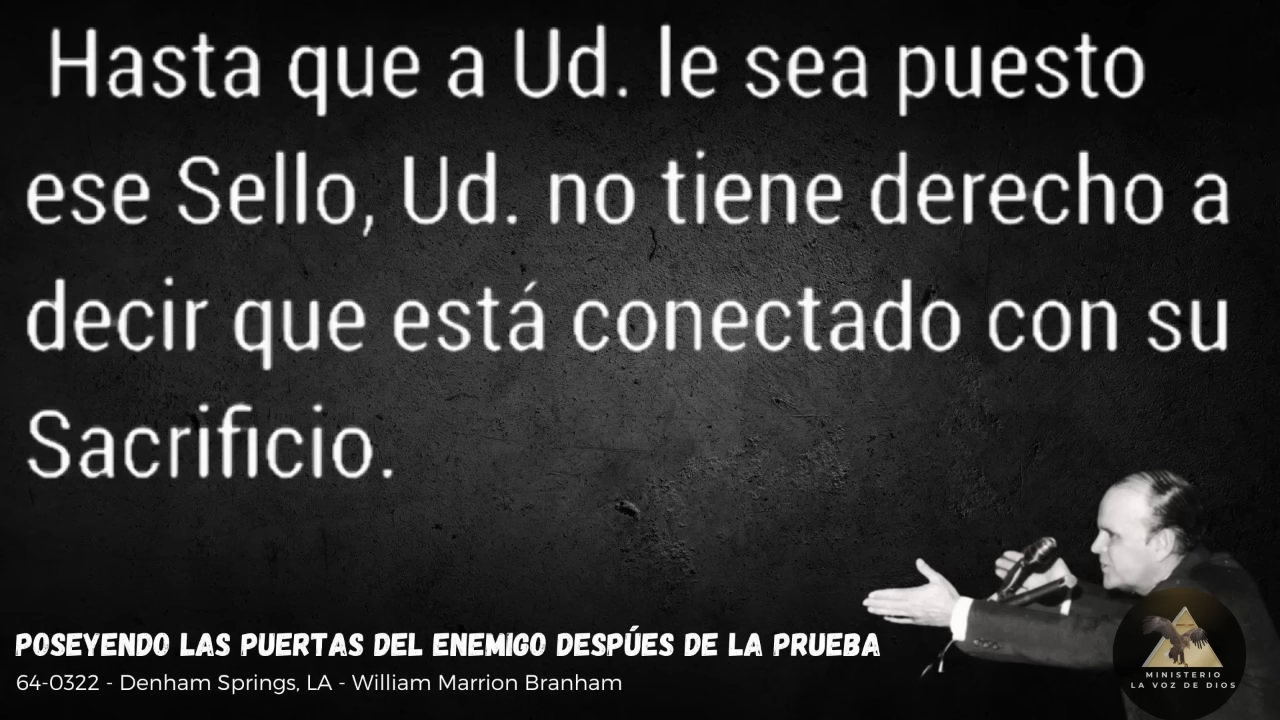 Hasta que a Ud. le sea puesto
ese Sello, Ud. no tiene derecho a
decir que está conectado con su
Sacrificio.
POSEYENDO LAS PUERTAS DEL ENEMIGO DESPÚES DE LA PRUEBA
64-0322 - Denham Springs, LA - William Marrion Branham
MINISTERIO
LA VOZ DE DIOS